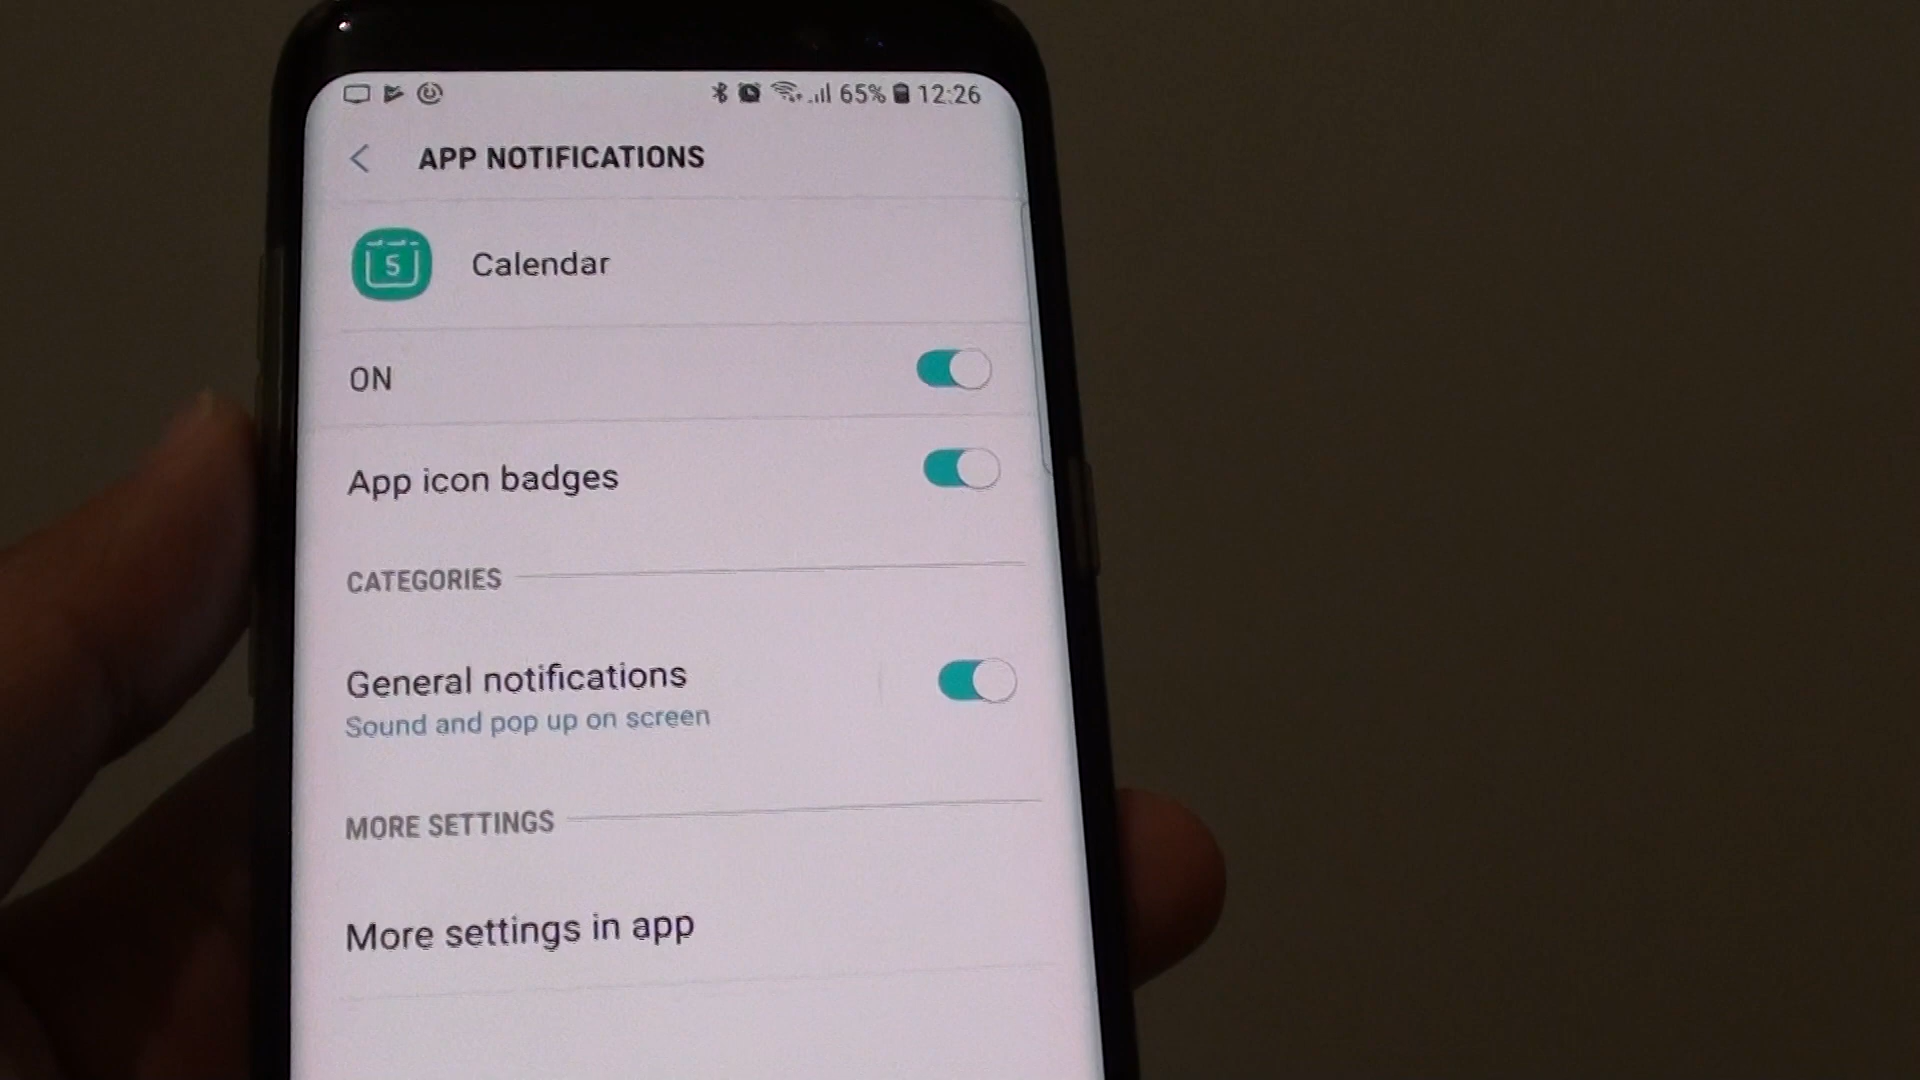 65% 12:26
APP NOTIFICATIONS
5
Calendar
ON
App icon badges
CATEGORIES
General notifications
Sound and pop up on screen
MORE SETTINGS
More settings in app